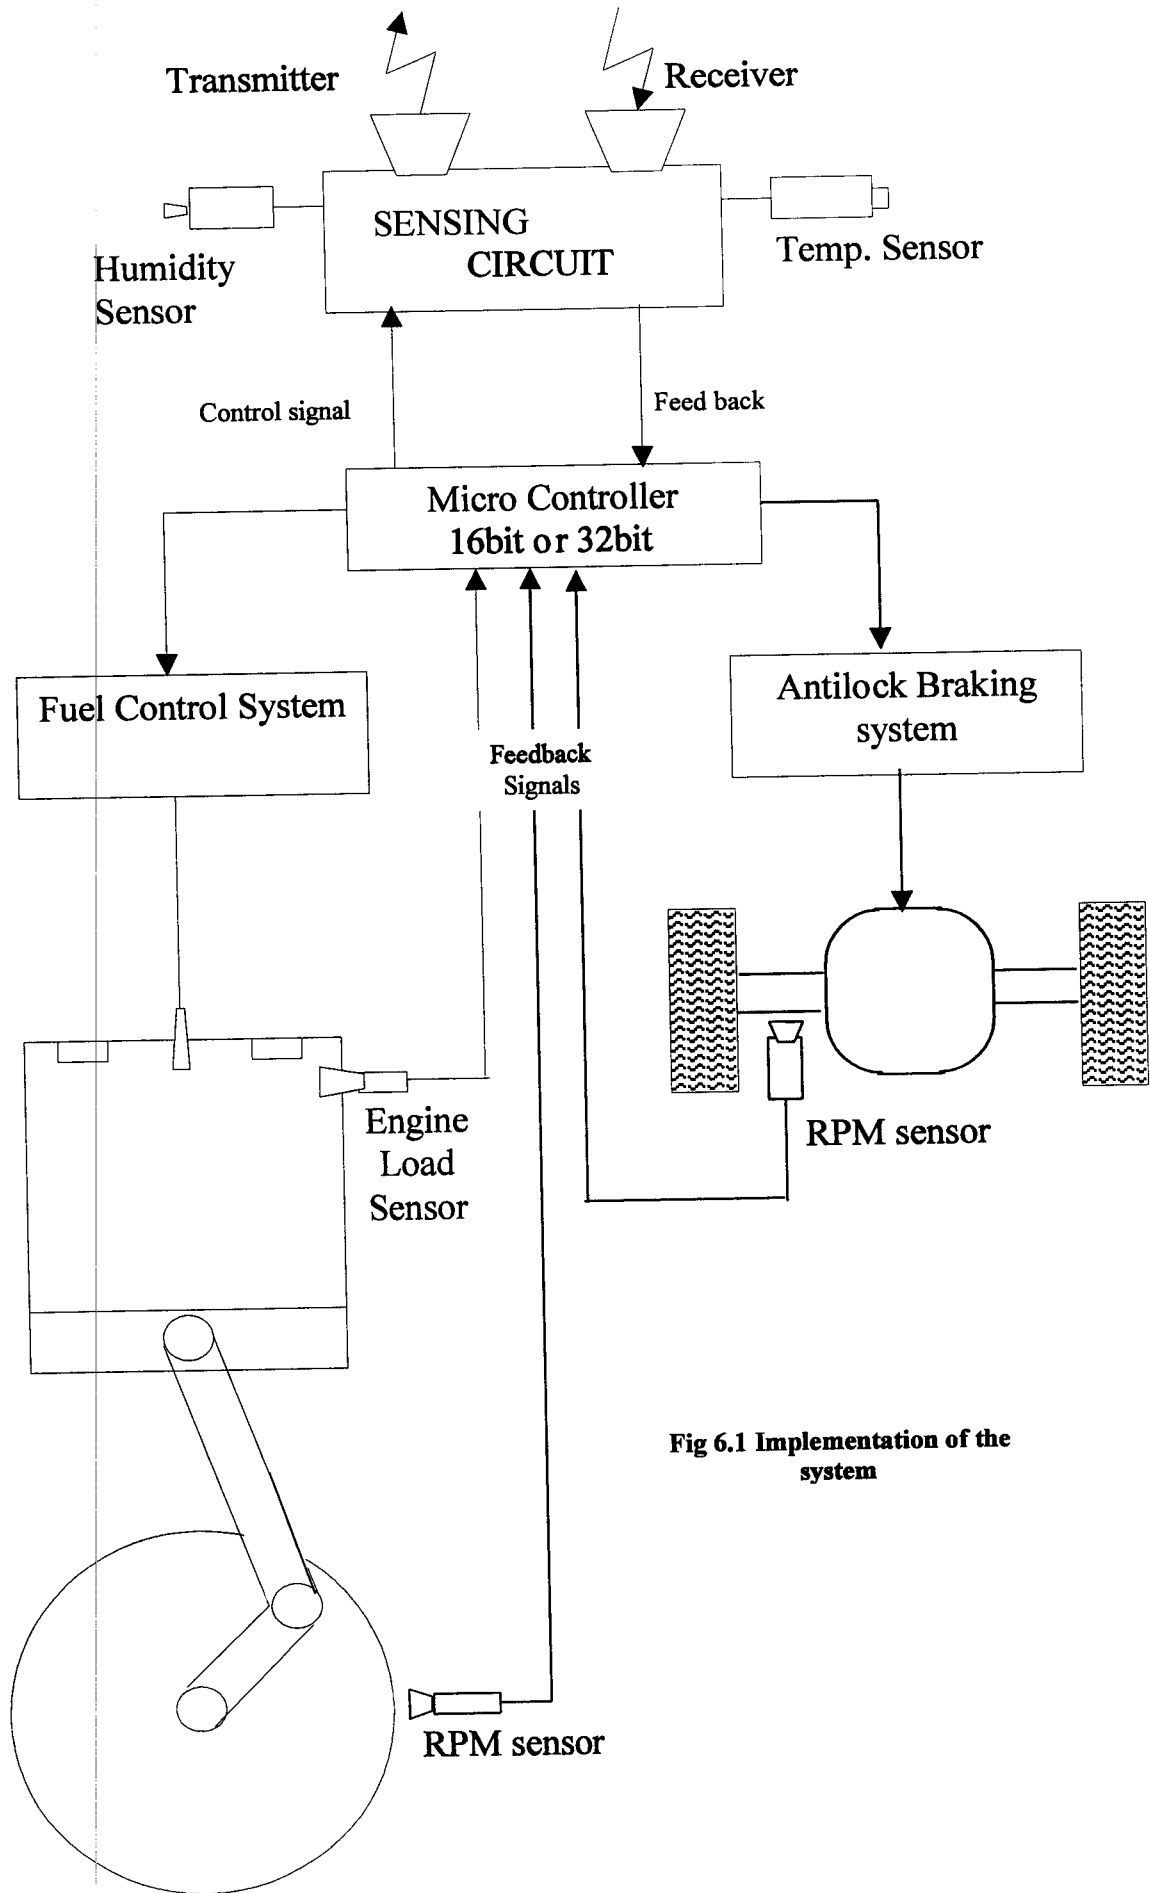 Transmitter
Receiver
SENSING
CIRCUIT
Humidity
Sensor
Temp. Sensor
Control signal
Feed back
Micro Controller
16bit or 32bit
Fuel Control System
Antilock Braking
system
Feedback
Signals
Engine
Load
Sensor
RPM sensor
Fig 6.1 Implementation of the
system
RPM sensor